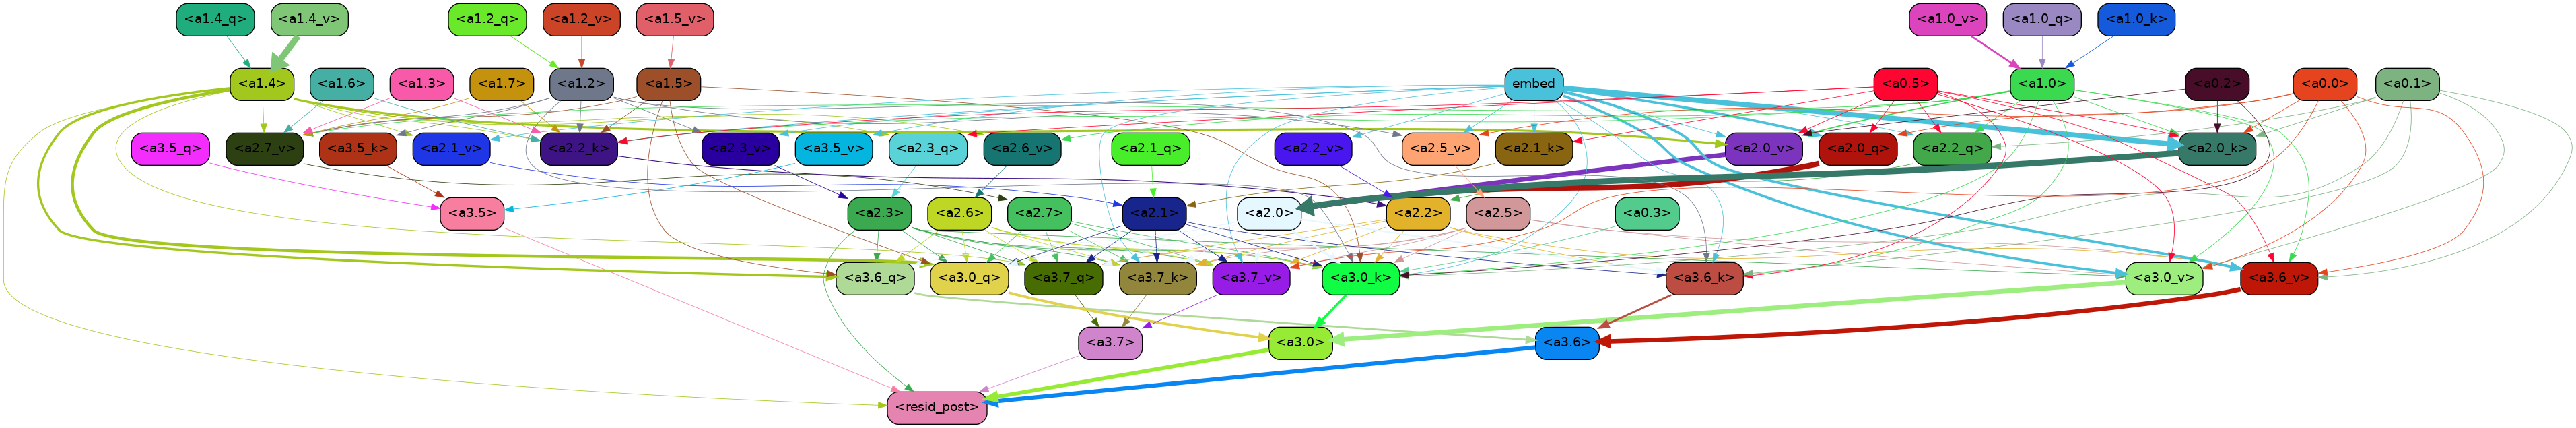 <a1.4_q> <a1.4_v> <a1.2_q> <a1.2_v> <a1.5_v> <a1.0_v> <a1.0_q> <a1.0_k>
<a1.4> <a1.6> <a1.3> <a1.7> <a1.2> <a1.5> embed <a0.5> <a1.0> <a0.2> <a0.0> <a0.1>
<a3.5_q> <a2.7_v> <a3.5_k> <a2.1_v> <a2.2_k> <a2.3_v> <a3.5_v> <a2.3_q> <a2.6_v> <a2.1_q> <a2.2_v> <a2.5_v> <a2.1_k> <a2.0_v> <a2.0_q> <a2.2_q> <a2.0_k>
<a3.5> <a2.3> <a2.6> <a2.7> <a2.1> <a2.0> <a2.2> <a2.5> <a0.3>
<a3.6_q> <a3.0_q> <a3.7_q> <a3.7_k> <a3.7_v> <a3.0_k> <a3.6_k> <a3.0_v> <a3.6_v>
<a3.7> <a3.0> <a3.6>
<resid_post>